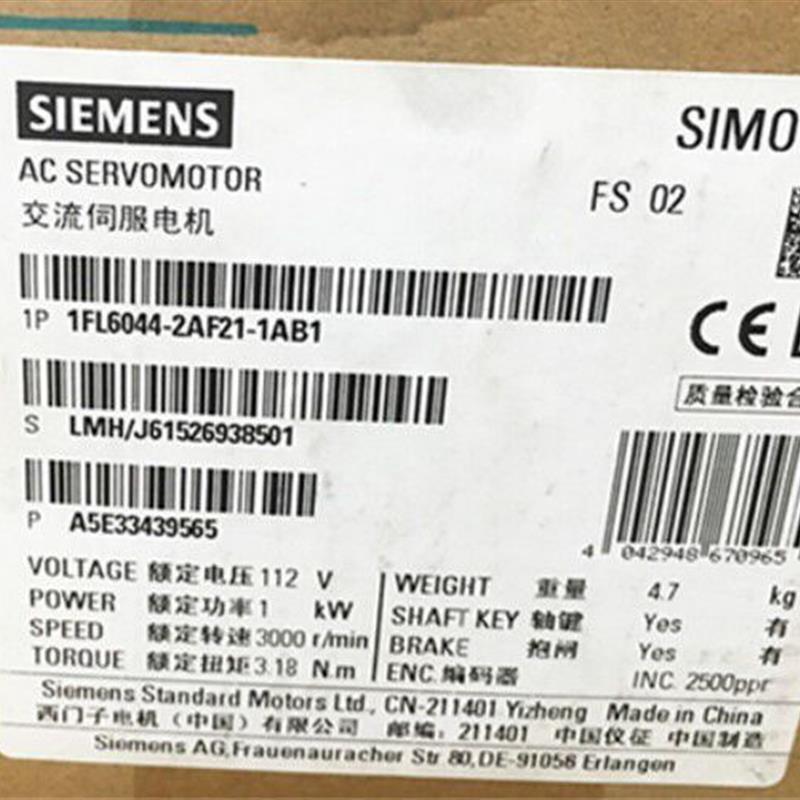 SIEMENS
SIMO
AC SERVOMOTOR
交流伺服电机
FS 02
1P 1FL6044-2AF21-1AB1
CE
质量检验合
S LMH/J61526938501
P A5E33439565
4 042948 670965
VOLTAGE 额定电压 112 V
POWER 额定功率 1 kW
SPEED 额定转速 3000 r/min
TORQUE 额定扭矩 3.18 N.m
WEIGHT 重量 4.7 kg
SHAFT KEY 轴键 Yes 有
BRAKE 抱闸 Yes 有
ENC. 编码器 INC. 2500ppr
Siemens Standard Motors Ltd., CN-211401 Yizheng Made in China
西门子电机（中国）有限公司 邮编: 211401 中国仪征 中国制造
Siemens AG,Frauenauracher Str 80,DE-91056 Erlangen